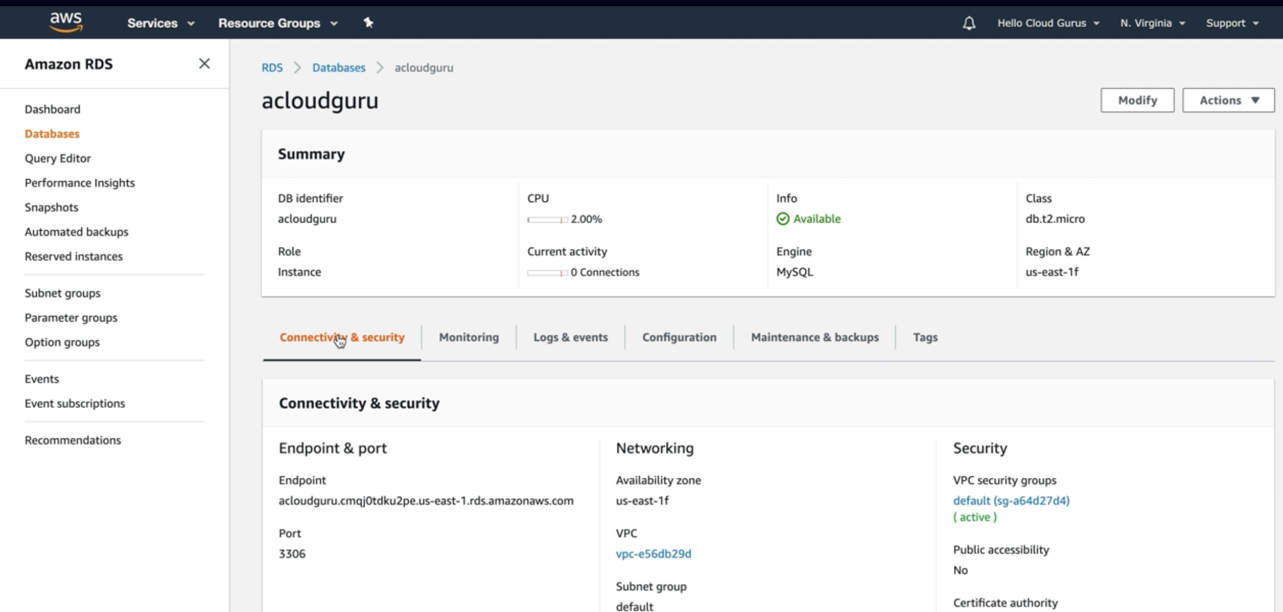 aws Services Resource Groups Hello Cloud Gurus N. Virginia Support
Amazon RDS
Dashboard
Databases
Query Editor
Performance Insights
Snapshots
Automated backups
Reserved instances
Subnet groups
Parameter groups
Option groups
Events
Event subscriptions
Recommendations
RDS > Databases > acloudguru
acloudguru
Modify Actions
Summary
DB identifier
acloudguru
Role
Instance
CPU
2.00%
Current activity
0 Connections
Info
Available
Engine
MySQL
Class
db.t2.micro
Region & AZ
us-east-1f
Connectivity & security Monitoring Logs & events Configuration Maintenance & backups Tags
Connectivity & security
Endpoint & port
Endpoint
acloudguru.cmqj0tdku2pe.us-east-1.rds.amazonaws.com
Port
3306
Networking
Availability zone
us-east-1f
VPC
vpc-e56db29d
Subnet group
default
Security
VPC security groups
default (sg-a64d27d4)
( active )
Public accessibility
No
Certificate authority